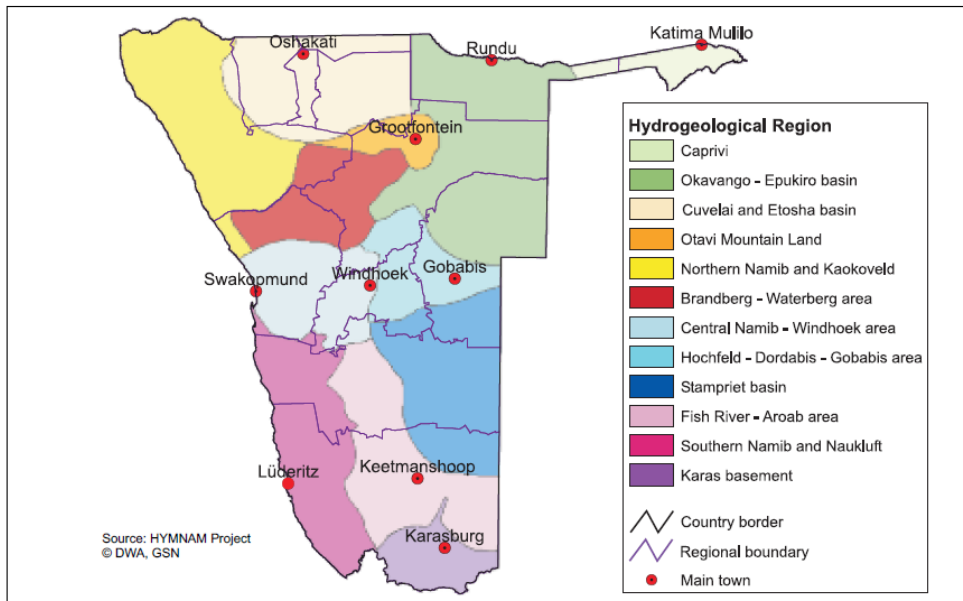 Oshakati
Rundu
Katima Mulilo
Grootfontein
Swakopmund
Windhoek
Gobabis
Lüderitz
Keetmanshoop
Karasburg
Source: HYMNAM Project
© DWA, GSN
Hydrogeological Region
Caprivi
Okavango - Epukiro basin
Cuvelai and Etosha basin
Otavi Mountain Land
Northern Namib and Kaokoveld
Brandberg - Waterberg area
Central Namib - Windhoek area
Hochfeld - Dordabis - Gobabis area
Stampriet basin
Fish River - Aroab area
Southern Namib and Naukluft
Karas basement
Country border
Regional boundary
Main town